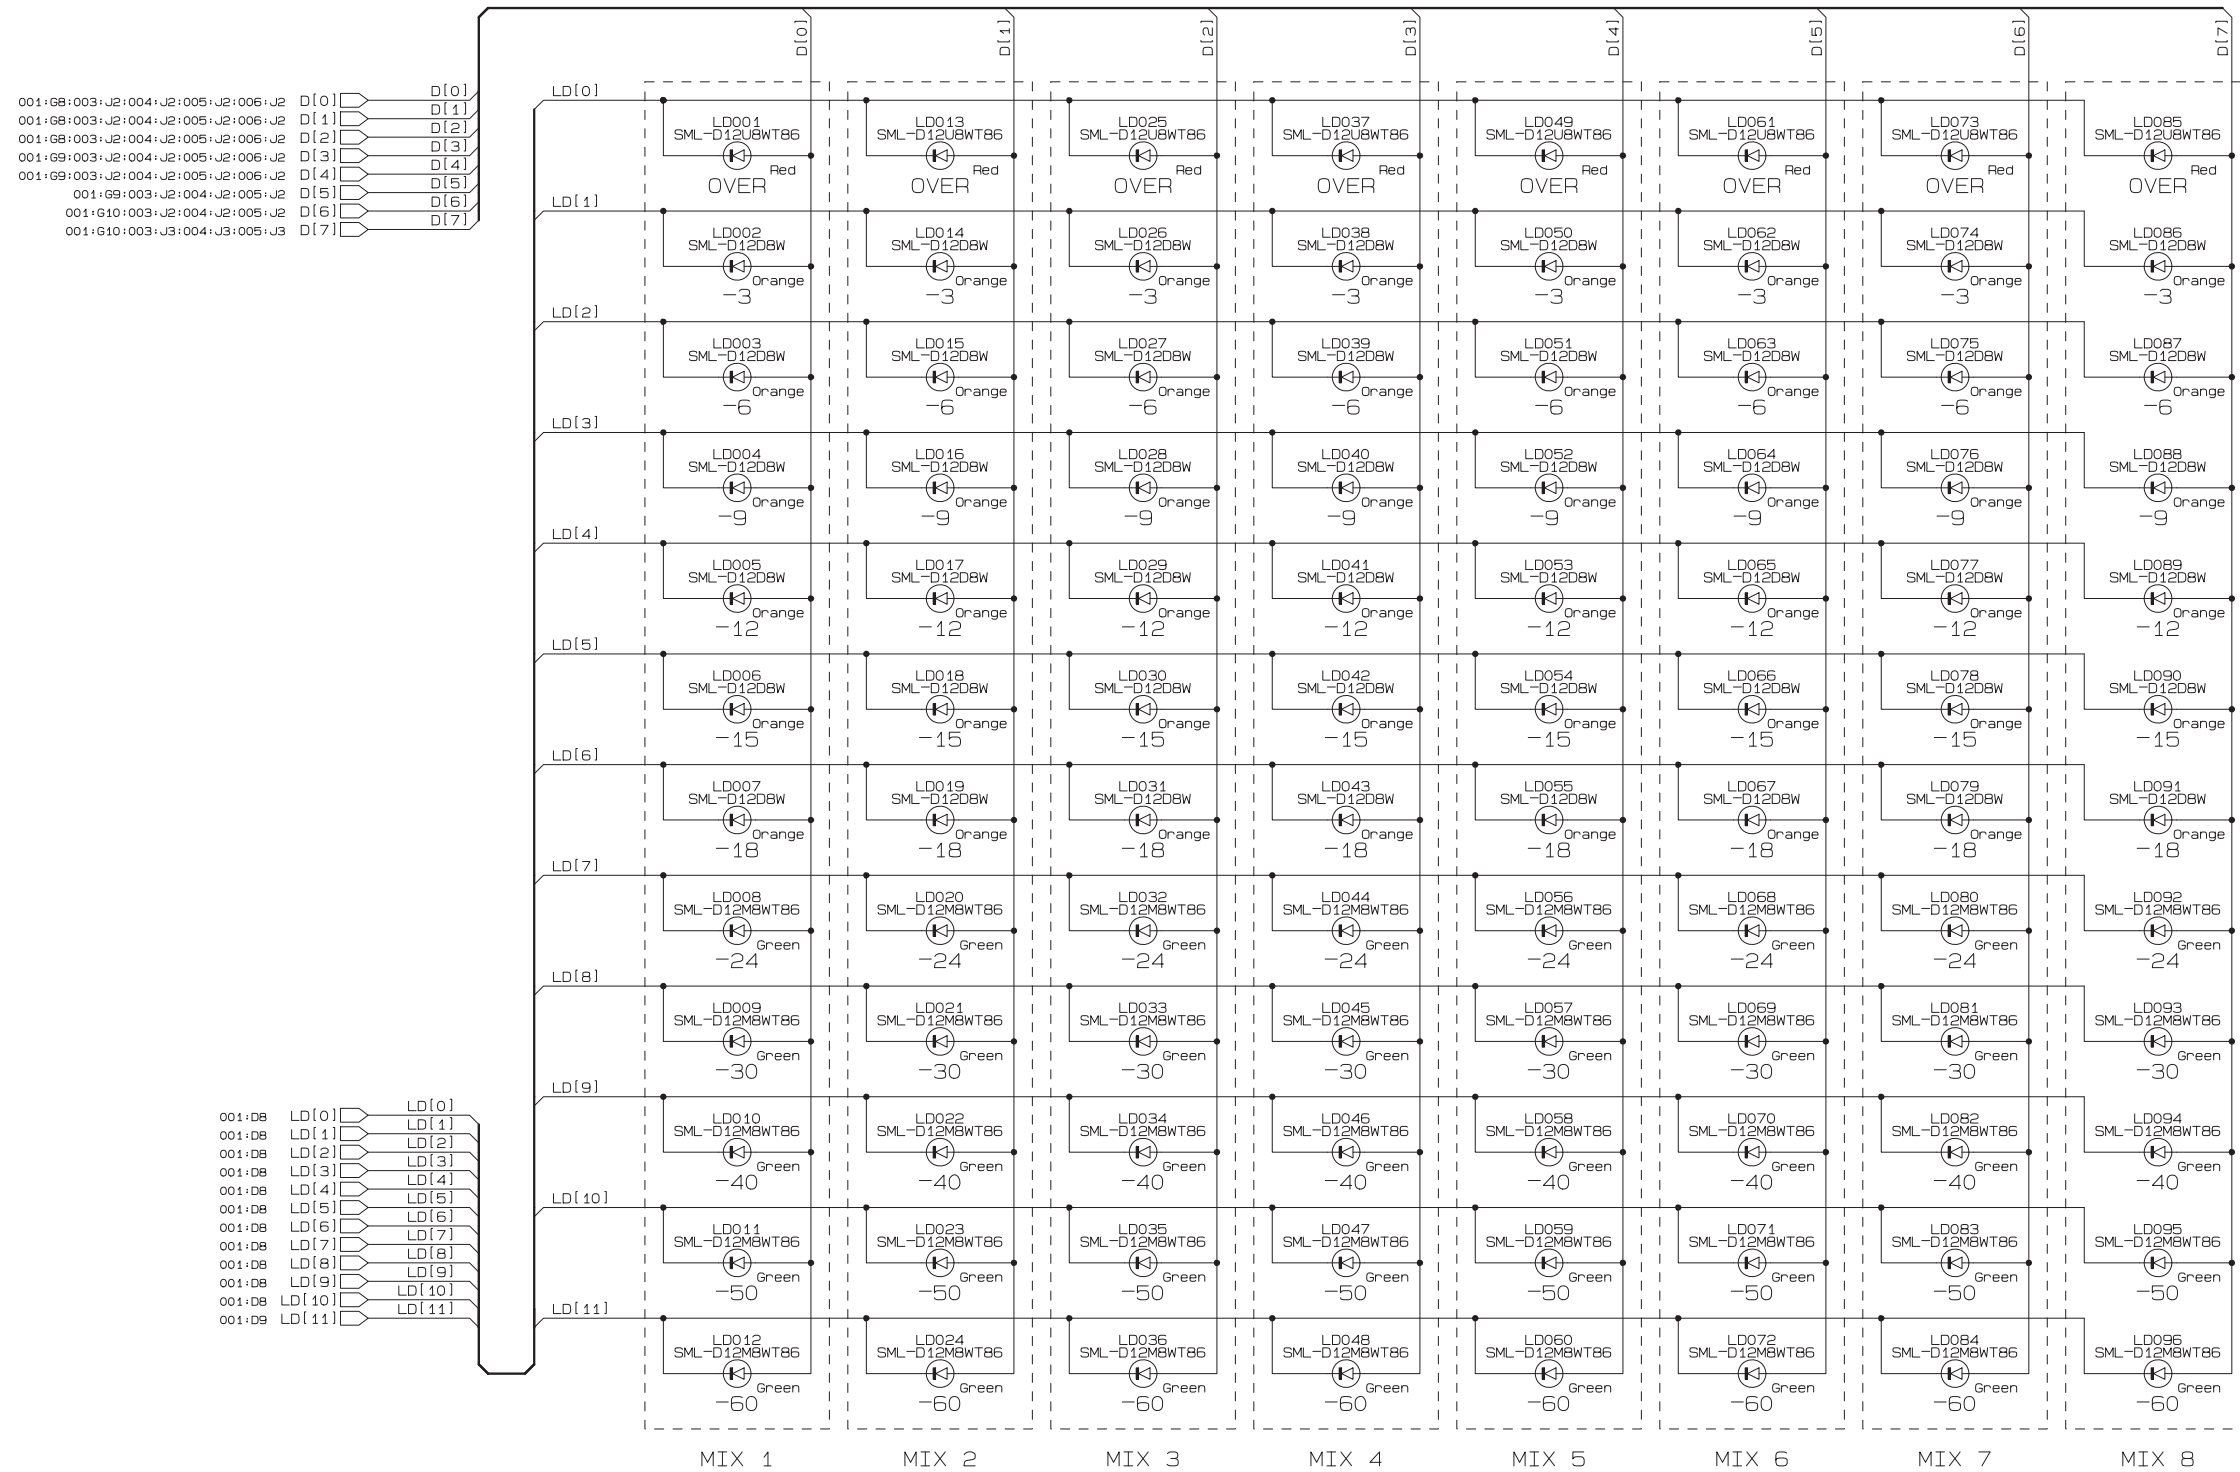 D[0] D[1] D[2] D[3] D[4] D[5] D[6] D[7]
001:G8:003:J2:004:J2:005:J2:006:J2 D[0] D[0]
001:G8:003:J2:004:J2:005:J2:006:J2 D[1] D[1]
001:G8:003:J2:004:J2:005:J2:006:J2 D[2] D[2]
001:G9:003:J2:004:J2:005:J2:006:J2 D[3] D[3]
001:G9:003:J2:004:J2:005:J2:006:J2 D[4] D[4]
001:G9:003:J2:004:J2:005:J2 D[5] D[5]
001:G10:003:J2:004:J2:005:J2 D[6] D[6]
001:G10:003:J3:004:J3:005:J3 D[7] D[7]
LD[0]
LD001 LD013 LD025 LD037 LD049 LD061 LD073 LD085
SML-D12U8WT86 SML-D12U8WT86 SML-D12U8WT86 SML-D12U8WT86 SML-D12U8WT86 SML-D12U8WT86 SML-D12U8WT86 SML-D12U8WT86
Red Red Red Red Red Red Red Red
OVER OVER OVER OVER OVER OVER OVER OVER
LD[1]
LD002 LD014 LD026 LD038 LD050 LD062 LD074 LD086
SML-D12D8W SML-D12D8W SML-D12D8W SML-D12D8W SML-D12D8W SML-D12D8W SML-D12D8W SML-D12D8W
Orange Orange Orange Orange Orange Orange Orange Orange
-3 -3 -3 -3 -3 -3 -3 -3
LD[2]
LD003 LD015 LD027 LD039 LD051 LD063 LD075 LD087
SML-D12D8W SML-D12D8W SML-D12D8W SML-D12D8W SML-D12D8W SML-D12D8W SML-D12D8W SML-D12D8W
Orange Orange Orange Orange Orange Orange Orange Orange
-6 -6 -6 -6 -6 -6 -6 -6
LD[3]
LD004 LD016 LD028 LD040 LD052 LD064 LD076 LD088
SML-D12D8W SML-D12D8W SML-D12D8W SML-D12D8W SML-D12D8W SML-D12D8W SML-D12D8W SML-D12D8W
Orange Orange Orange Orange Orange Orange Orange Orange
-9 -9 -9 -9 -9 -9 -9 -9
LD[4]
LD005 LD017 LD029 LD041 LD053 LD065 LD077 LD089
SML-D12D8W SML-D12D8W SML-D12D8W SML-D12D8W SML-D12D8W SML-D12D8W SML-D12D8W SML-D12D8W
Orange Orange Orange Orange Orange Orange Orange Orange
-12 -12 -12 -12 -12 -12 -12 -12
LD[5]
LD006 LD018 LD030 LD042 LD054 LD066 LD078 LD090
SML-D12D8W SML-D12D8W SML-D12D8W SML-D12D8W SML-D12D8W SML-D12D8W SML-D12D8W SML-D12D8W
Orange Orange Orange Orange Orange Orange Orange Orange
-15 -15 -15 -15 -15 -15 -15 -15
LD[6]
LD007 LD019 LD031 LD043 LD055 LD067 LD079 LD091
SML-D12D8W SML-D12D8W SML-D12D8W SML-D12D8W SML-D12D8W SML-D12D8W SML-D12D8W SML-D12D8W
Orange Orange Orange Orange Orange Orange Orange Orange
-18 -18 -18 -18 -18 -18 -18 -18
LD[7]
LD008 LD020 LD032 LD044 LD056 LD068 LD080 LD092
SML-D12M8WT86 SML-D12M8WT86 SML-D12M8WT86 SML-D12M8WT86 SML-D12M8WT86 SML-D12M8WT86 SML-D12M8WT86 SML-D12M8WT86
Green Green Green Green Green Green Green Green
-24 -24 -24 -24 -24 -24 -24 -24
LD[8]
LD009 LD021 LD033 LD045 LD057 LD069 LD081 LD093
SML-D12M8WT86 SML-D12M8WT86 SML-D12M8WT86 SML-D12M8WT86 SML-D12M8WT86 SML-D12M8WT86 SML-D12M8WT86 SML-D12M8WT86
Green Green Green Green Green Green Green Green
-30 -30 -30 -30 -30 -30 -30 -30
LD[9]
LD010 LD022 LD034 LD046 LD058 LD070 LD082 LD094
SML-D12M8WT86 SML-D12M8WT86 SML-D12M8WT86 SML-D12M8WT86 SML-D12M8WT86 SML-D12M8WT86 SML-D12M8WT86 SML-D12M8WT86
Green Green Green Green Green Green Green Green
-40 -40 -40 -40 -40 -40 -40 -40
LD[10]
LD011 LD023 LD035 LD047 LD059 LD071 LD083 LD095
SML-D12M8WT86 SML-D12M8WT86 SML-D12M8WT86 SML-D12M8WT86 SML-D12M8WT86 SML-D12M8WT86 SML-D12M8WT86 SML-D12M8WT86
Green Green Green Green Green Green Green Green
-50 -50 -50 -50 -50 -50 -50 -50
LD[11]
LD012 LD024 LD036 LD048 LD060 LD072 LD084 LD096
SML-D12M8WT86 SML-D12M8WT86 SML-D12M8WT86 SML-D12M8WT86 SML-D12M8WT86 SML-D12M8WT86 SML-D12M8WT86 SML-D12M8WT86
Green Green Green Green Green Green Green Green
-60 -60 -60 -60 -60 -60 -60 -60
001:D8 LD[0] LD[0]
001:D8 LD[1] LD[1]
001:D8 LD[2] LD[2]
001:D8 LD[3] LD[3]
001:D8 LD[4] LD[4]
001:D8 LD[5] LD[5]
001:D8 LD[6] LD[6]
001:D8 LD[7] LD[7]
001:D8 LD[8] LD[8]
001:D8 LD[9] LD[9]
001:D8 LD[10] LD[10]
001:D9 LD[11] LD[11]
MIX 1 MIX 2 MIX 3 MIX 4 MIX 5 MIX 6 MIX 7 MIX 8